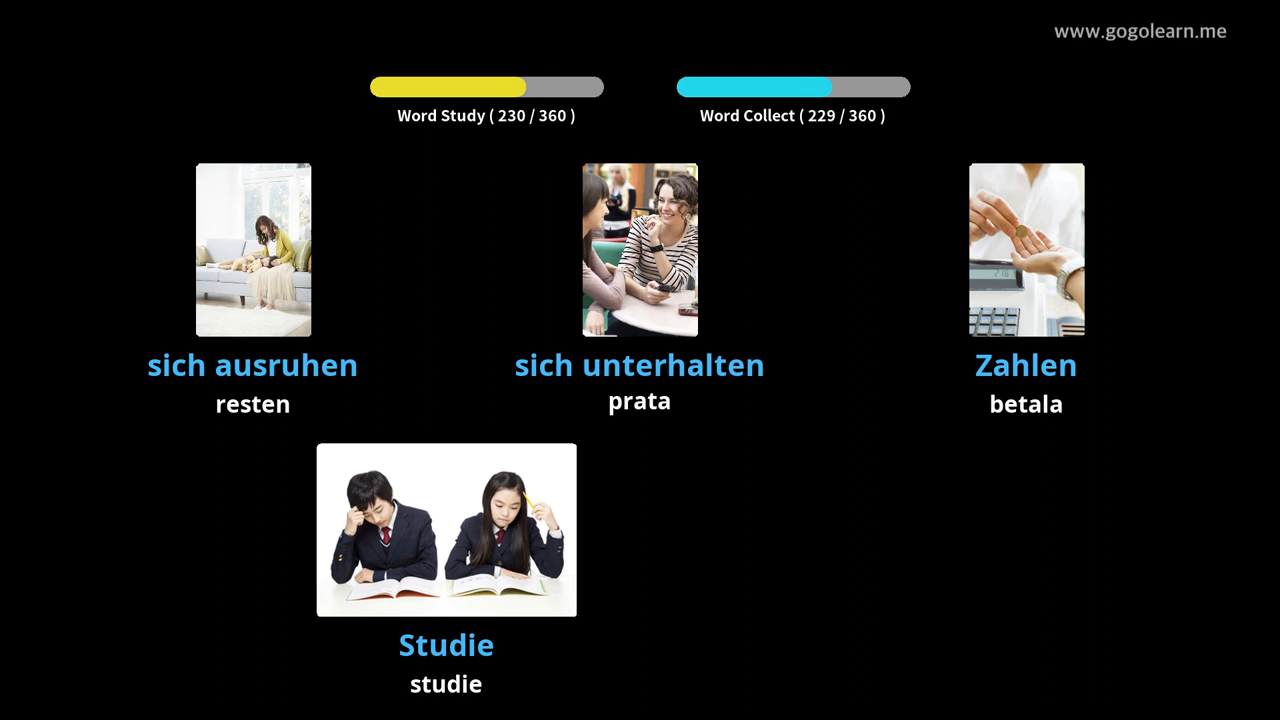 www.gogolearn.me
Word Study ( 230 / 360 )
Word Collect ( 229 / 360 )
sich ausruhen
resten
sich unterhalten
prata
Zahlen
betala
Studie
studie